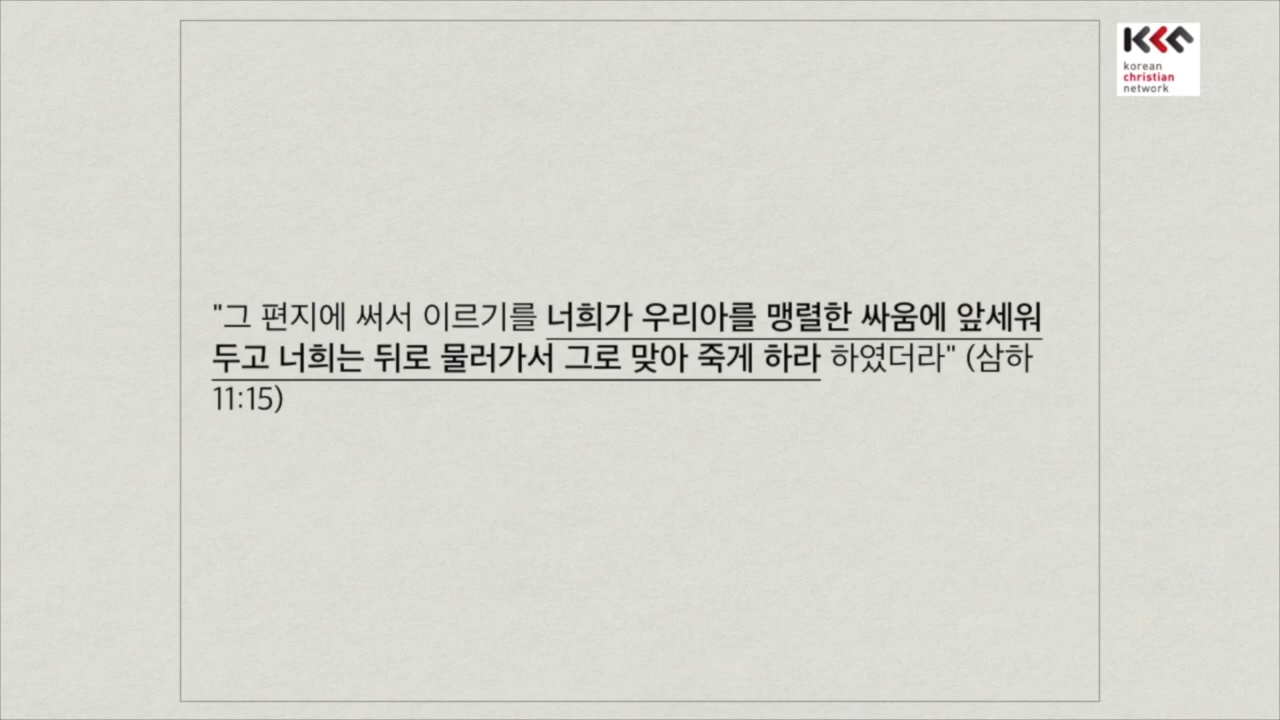 "그 편지에 써서 이르기를 너희가 우리아를 맹렬한 싸움에 앞세워
두고 너희는 뒤로 물러가서 그로 맞아 죽게 하라 하였더라" (삼하
11:15)
korean
christian
network